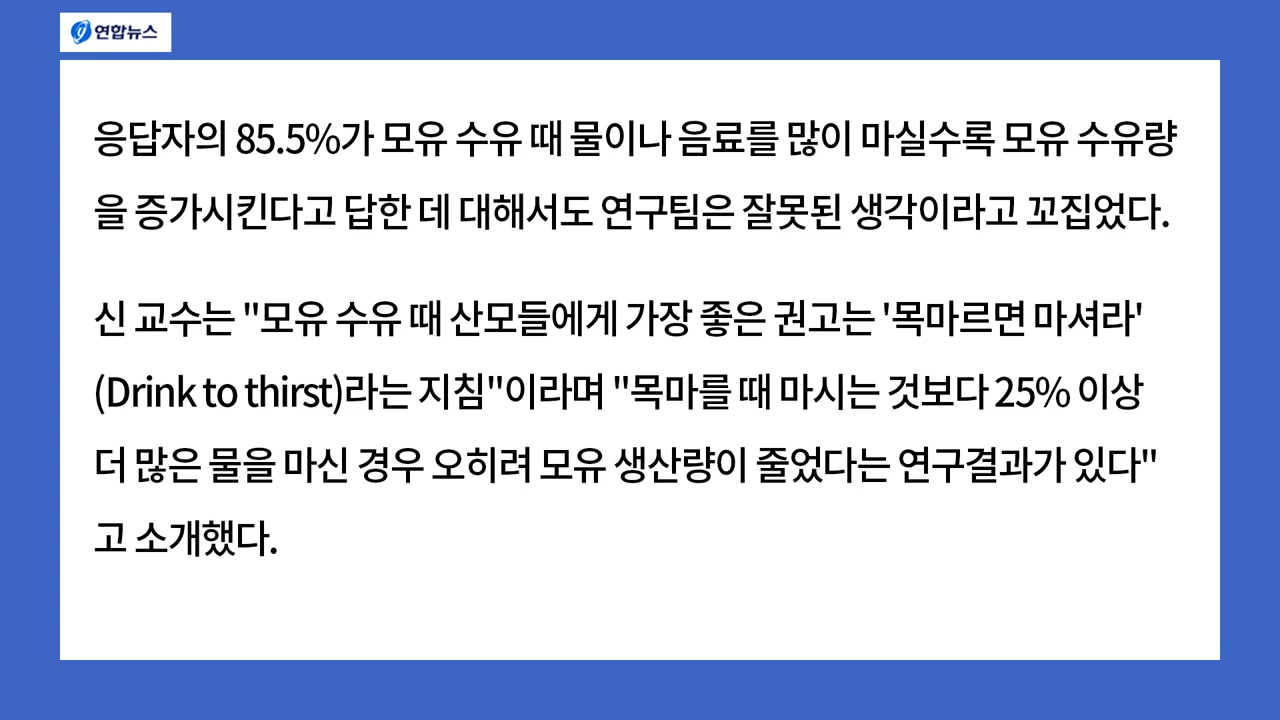 연합뉴스
응답자의 85.5%가 모유 수유 때 물이나 음료를 많이 마실수록 모유 수유량
을 증가시킨다고 답한 데 대해서도 연구팀은 잘못된 생각이라고 꼬집었다.
신 교수는 "모유 수유 때 산모들에게 가장 좋은 권고는 '목마르면 마셔라'
(Drink to thirst)라는 지침"이라며 "목마를 때 마시는 것보다 25% 이상
더 많은 물을 마신 경우 오히려 모유 생산량이 줄었다는 연구결과가 있다"
고 소개했다.